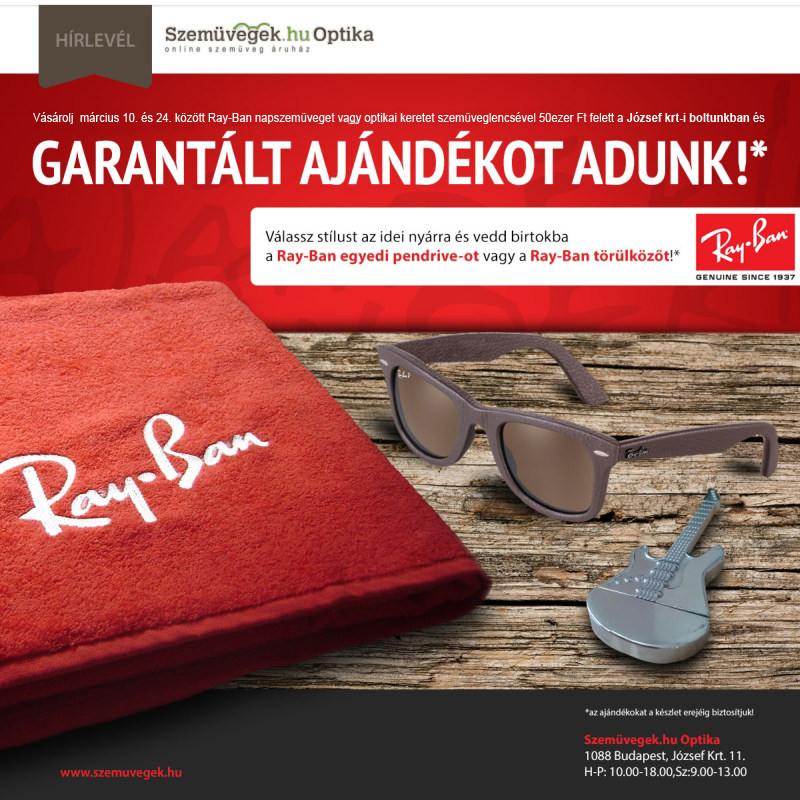 HÍRLEVÉL
Szemüvegek.hu Optika
online szemüveg áruház
Vásárolj március 10. és 24. között Ray-Ban napszemüveget vagy optikai keretet szemüveglencsével 50ezer Ft felett a József krt-i boltunkban és
GARANTÁLT AJÁNDÉKOT ADUNK!*
Válassz stílust az idei nyárra és vedd birtokba
a Ray-Ban egyedi pendrive-ot vagy a Ray-Ban törülközőt!*
Ray-Ban
GENUINE SINCE 1937
Ray-Ban
Ray-Ban
*az ajándékokat a készlet erejéig biztosítjuk!
Szemüvegek.hu Optika
1088 Budapest, József Krt. 11.
H-P: 10.00-18.00,Sz:9.00-13.00
www.szemuvegek.hu